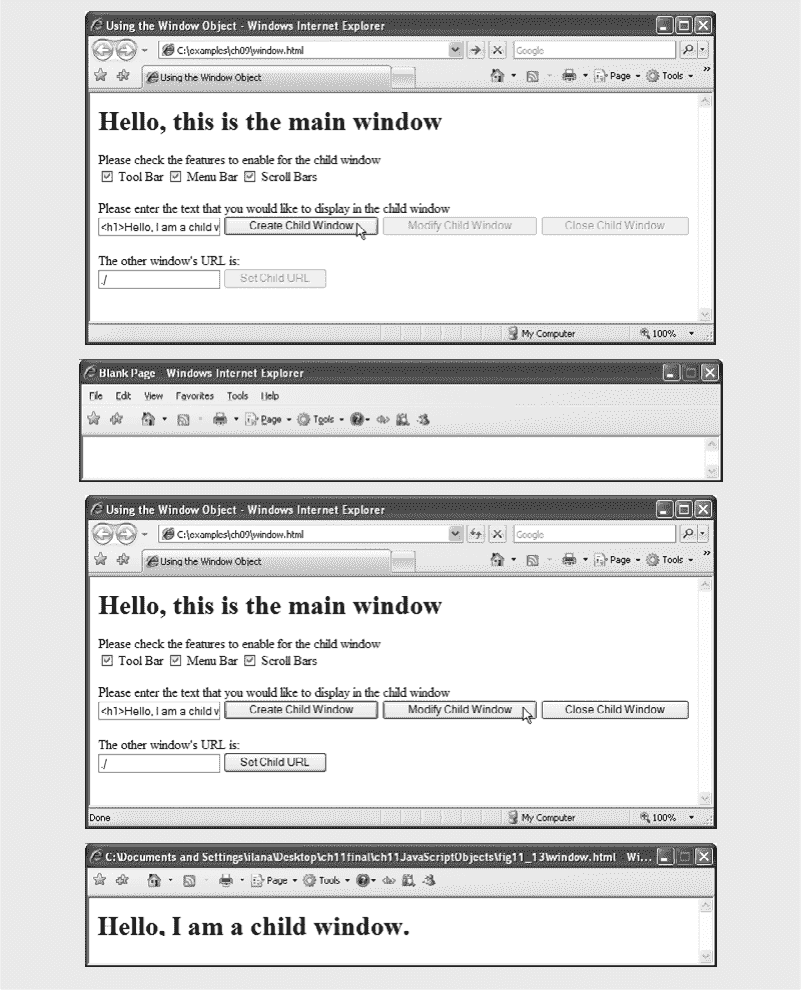 Using the Window Object - Windows Internet Explorer
C:\examples\ch09\window.html
Google
Using the Window Object
Page
Tools
Hello, this is the main window
Please check the features to enable for the child window
Tool Bar Menu Bar Scroll Bars
Please enter the text that you would like to display in the child window
<h1>Hello, I am a child v Create Child Window Modify Child Window Close Child Window
The other window's URL is:
./ Set Child URL
My Computer 100%
Blank Page Windows Internet Explorer
File Edit View Favorites Tools Help
Page Tools
Using the Window Object - Windows Internet Explorer
C:\examples\ch09\window.html
Google
Using the Window Object
Page
Tools
Hello, this is the main window
Please check the features to enable for the child window
Tool Bar Menu Bar Scroll Bars
Please enter the text that you would like to display in the child window
<h1>Hello, I am a child v Create Child Window Modify Child Window Close Child Window
The other window's URL is:
./ Set Child URL
Done My Computer 100%
C:\Documents and Settings\ilana\Desktop\ch11final\ch11JavaScriptObjects\fig11_13\window.html - Wi...
Page Tools
Hello, I am a child window.